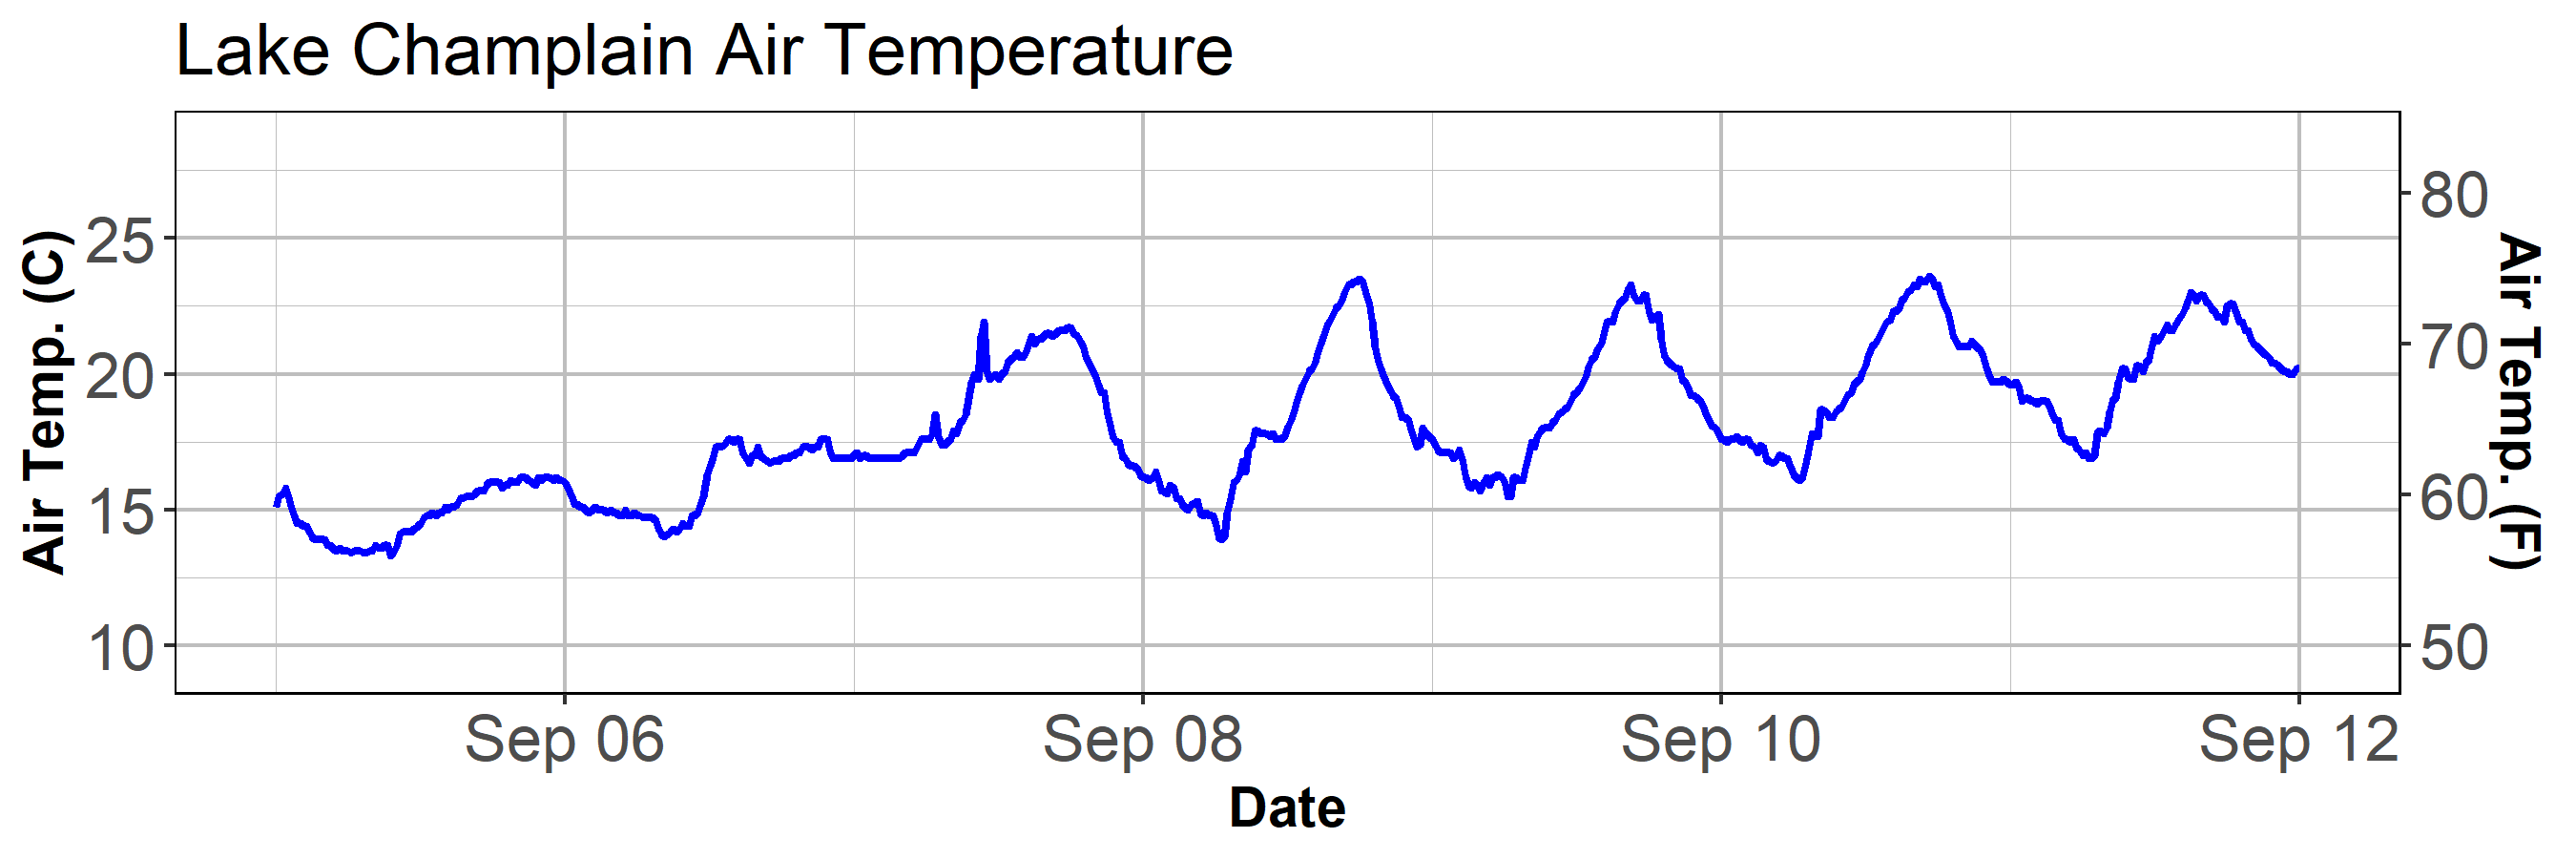 Lake Champlain Air Temperature
Air Temp. (C)
25
20
15
10
80
70
60
50
Air Temp. (F)
Sep 06
Sep 08
Sep 10
Sep 12
Date